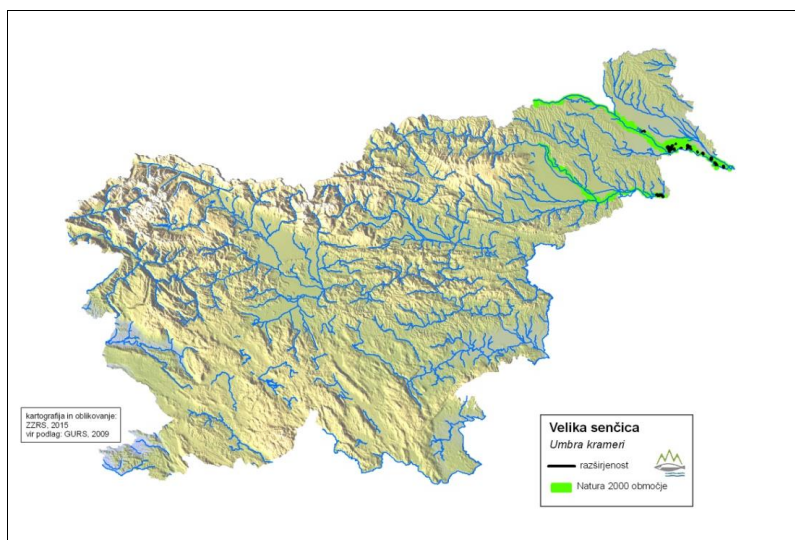 kartografija in oblikovanje:
ZZRS, 2015
vir podlag: GURS, 2009
Velika senčica
Umbra krameri
razširjenost
Natura 2000 območje